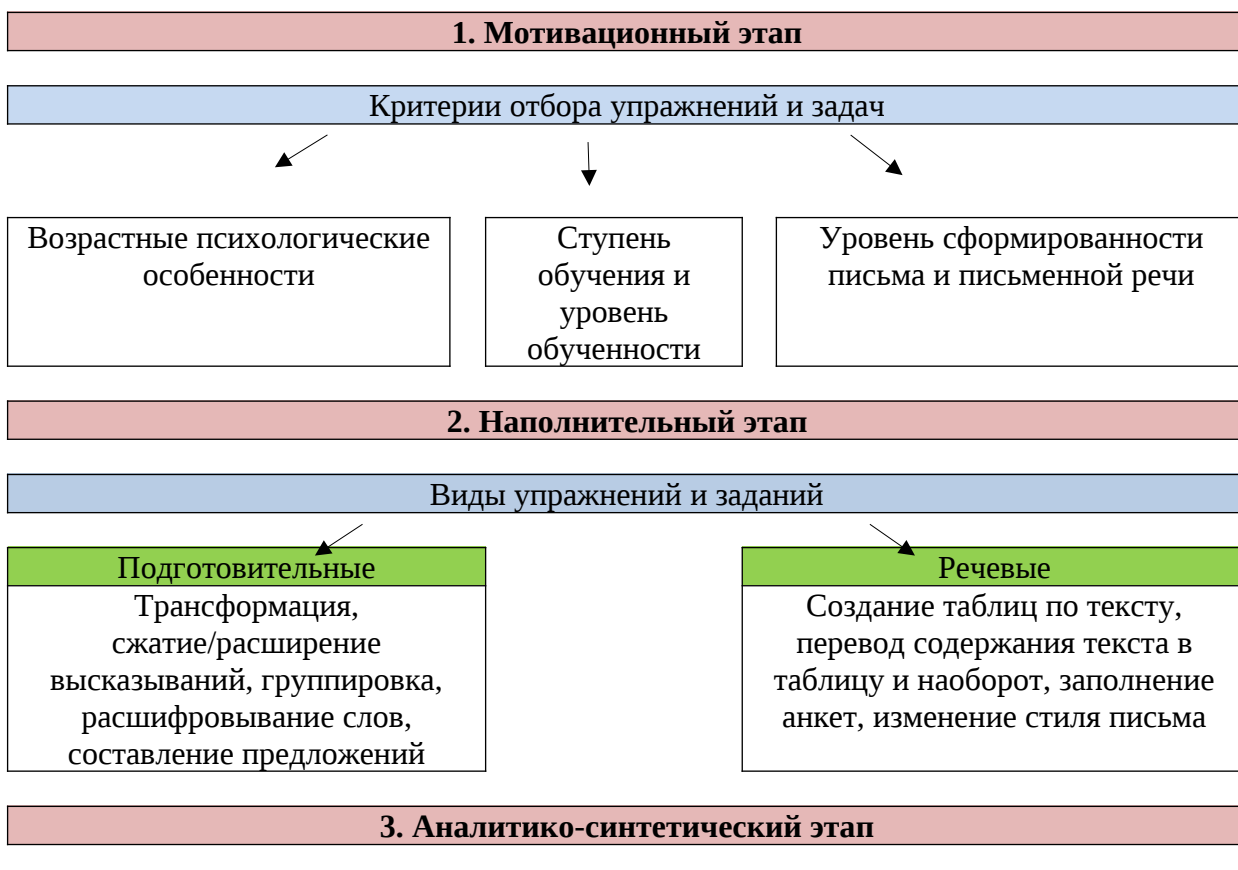 1. Мотивационный этап
Критерии отбора упражнений и задач
Возрастные психологические
особенности
Ступень
обучения и
уровень
обученности
Уровень сформированности
письма и письменной речи
2. Наполнительный этап
Виды упражнений и заданий
Подготовительные
Трансформация,
сжатие/расширение
высказываний, группировка,
расшифровывание слов,
составление предложений
Речевые
Создание таблиц по тексту,
перевод содержания текста в
таблицу и наоборот, заполнение
анкет, изменение стиля письма
3. Аналитико-синтетический этап